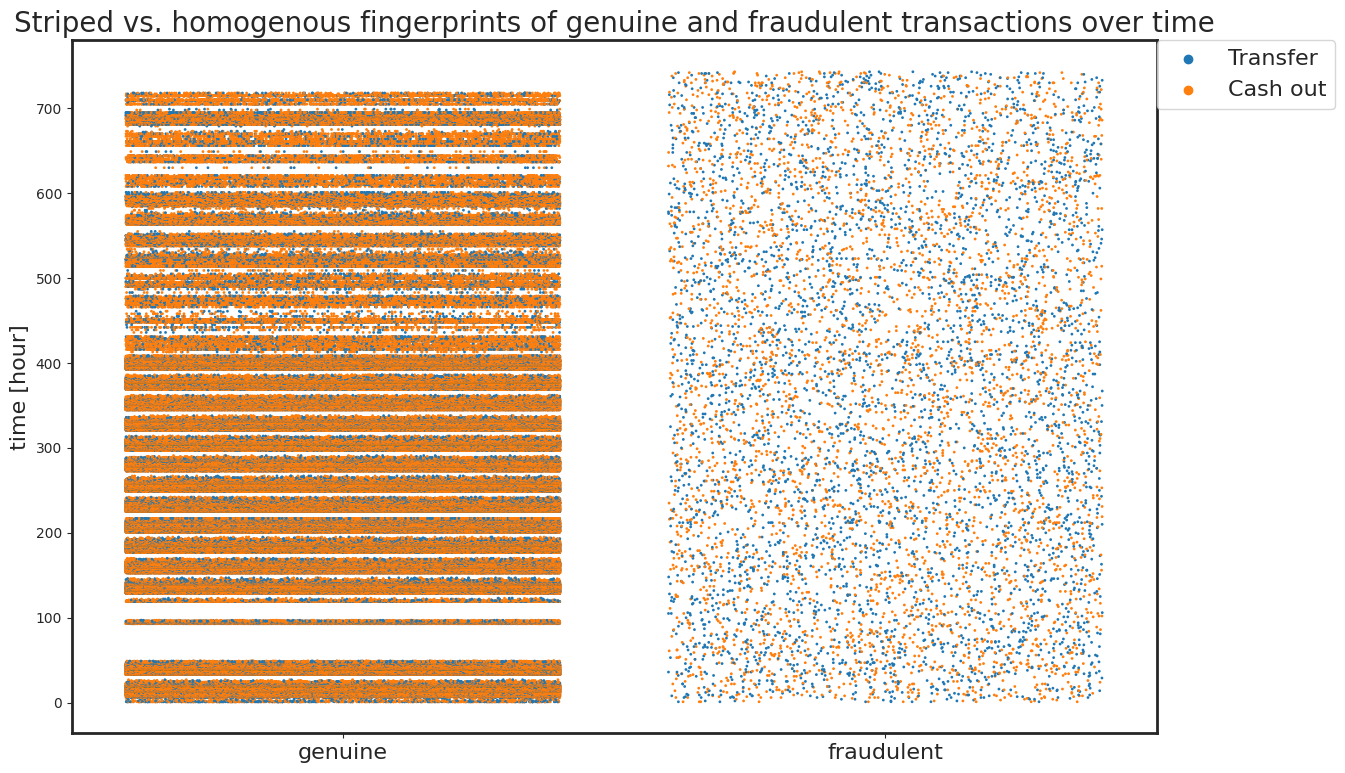 Striped vs. homogenous fingerprints of genuine and fraudulent transactions over time
Transfer
Cash out
time [hour]
700
600
500
400
300
200
100
0
genuine
fraudulent